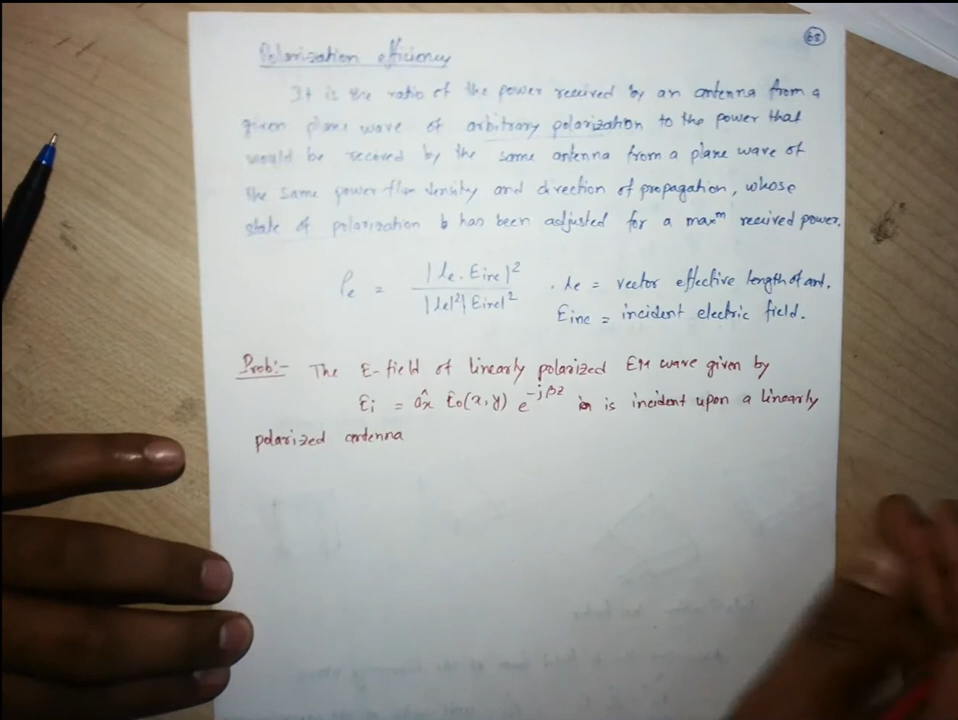 68
Polarization efficiency
It is the ratio of the power received by an antenna from a
given plane wave of arbitrary polarization to the power that
would be received by the same antenna from a plane wave of
the same power flux density and direction of propagation, whose
state of polarization has been adjusted for a maxᵐ received power.
Pe = |le . Einc|² / |le|²|Einc|² . le = vector effective length of ant.
Einc = incident electric field.
Prob:- The E-field of linearly polarized EM wave given by
Ei = âx E₀(x,y) e^-jβz is incident upon a linearly
polarized antenna